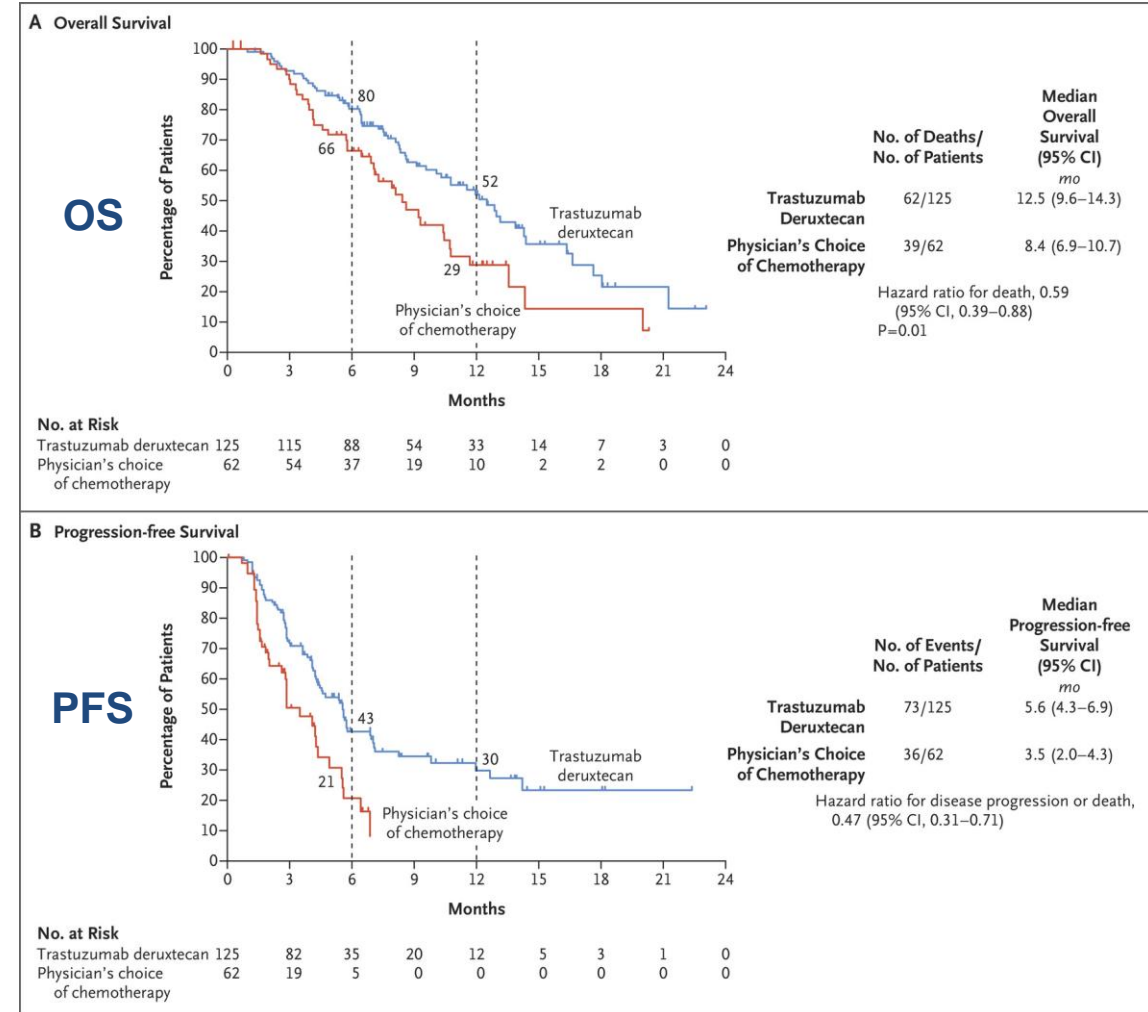 A Overall Survival
OS
Percentage of Patients
100
90
80
70
60
50
40
30
20
10
0
80
66
52
29
Trastuzumab
deruxtecan
Physician's choice
of chemotherapy
0 3 6 9 12 15 18 21 24
Months
No. of Deaths/
No. of Patients
Median
Overall
Survival
(95% CI)
mo
Trastuzumab
Deruxtecan
62/125 12.5 (9.6–14.3)
Physician's Choice
of Chemotherapy
39/62 8.4 (6.9–10.7)
Hazard ratio for death, 0.59
(95% CI, 0.39–0.88)
P=0.01
No. at Risk
Trastuzumab deruxtecan 125 115 88 54 33 14 7 3 0
Physician's choice 62 54 37 19 10 2 2 0 0
of chemotherapy
B Progression-free Survival
PFS
Percentage of Patients
100
90
80
70
60
50
40
30
20
10
0
43
21
30
Trastuzumab
deruxtecan
Physician's choice
of chemotherapy
0 3 6 9 12 15 18 21 24
Months
No. of Events/
No. of Patients
Median
Progression-free
Survival
(95% CI)
mo
Trastuzumab
Deruxtecan
73/125 5.6 (4.3–6.9)
Physician's Choice
of Chemotherapy
36/62 3.5 (2.0–4.3)
Hazard ratio for disease progression or death,
0.47 (95% CI, 0.31–0.71)
No. at Risk
Trastuzumab deruxtecan 125 82 35 20 12 5 3 1 0
Physician's choice 62 19 5 0 0 0 0 0 0
of chemotherapy